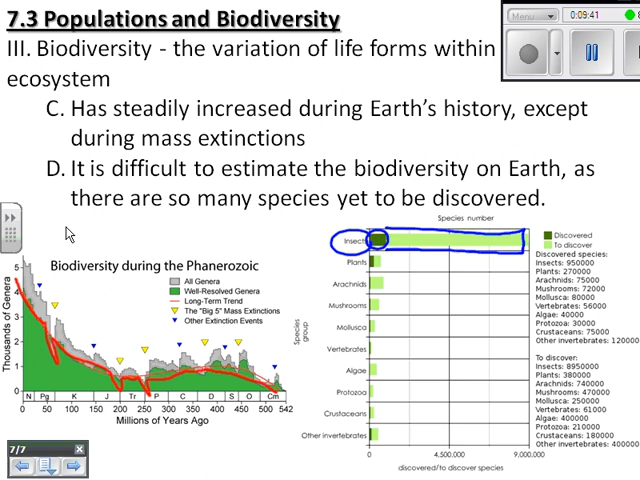 7.3 Populations and Biodiversity
Menu
0:09:41
III. Biodiversity - the variation of life forms within
ecosystem
C. Has steadily increased during Earth's history, except
during mass extinctions
D. It is difficult to estimate the biodiversity on Earth, as
there are so many species yet to be discovered.
Biodiversity during the Phanerozoic
All Genera
Well-Resolved Genera
Long-Term Trend
The "Big 5" Mass Extinctions
Other Extinction Events
Thousands of Genera
5
4
3
2
1
0
N Pg K J Tr P C D S O Cm
0 50 100 150 200 250 300 350 400 450 500 542
Millions of Years Ago
Species number
Species group
Insect
Plants
Arachnids
Mushrooms
Mollusca
Vertebrates
Algae
Protozoa
Crustaceans
Other invertebrates
0 4,500,000 9,000,000
discovered/to discover species
Discovered
To discover
Discovered species:
Insects: 950000
Plants: 270000
Arachnids: 75000
Mushrooms: 72000
Mollusca: 80000
Vertebrates: 56000
Algae: 40000
Protozoa: 30000
Crustaceans: 75000
Other invertebrates: 120000
To discover:
Insects: 8950000
Plants: 380000
Arachnids: 740000
Mushrooms: 470000
Mollusca: 250000
Vertebrates: 61000
Algae: 400000
Protozoa: 210000
Crustaceans: 180000
Other invertebrates: 400000
7/7